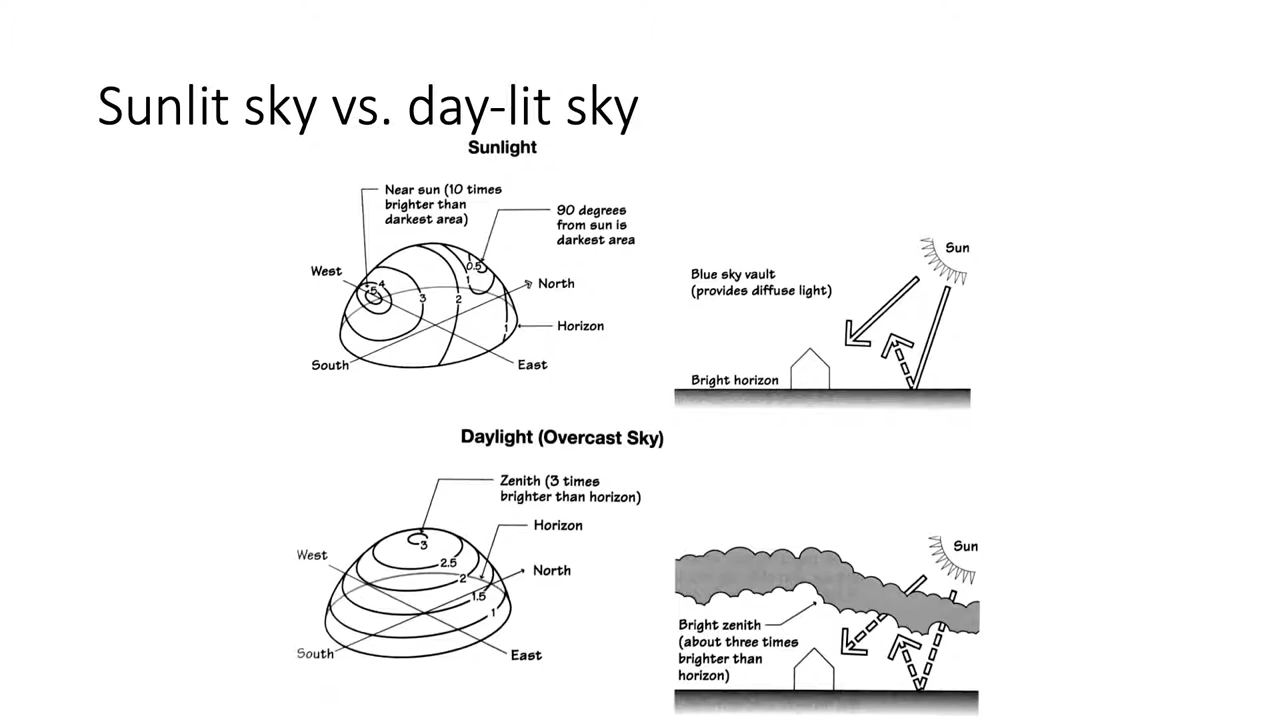 Sunlit sky vs. day-lit sky
Sunlight
Near sun (10 times
brighter than
darkest area)
90 degrees
from sun is
darkest area
0.5
West
4
5
3
2
1
North
Horizon
South
East
Sun
Blue sky vault
(provides diffuse light)
Bright horizon
Daylight (Overcast Sky)
Zenith (3 times
brighter than horizon)
Horizon
3
West
2.5
North
2
1.5
1
South
East
Sun
Bright zenith
(about three times
brighter than
horizon)